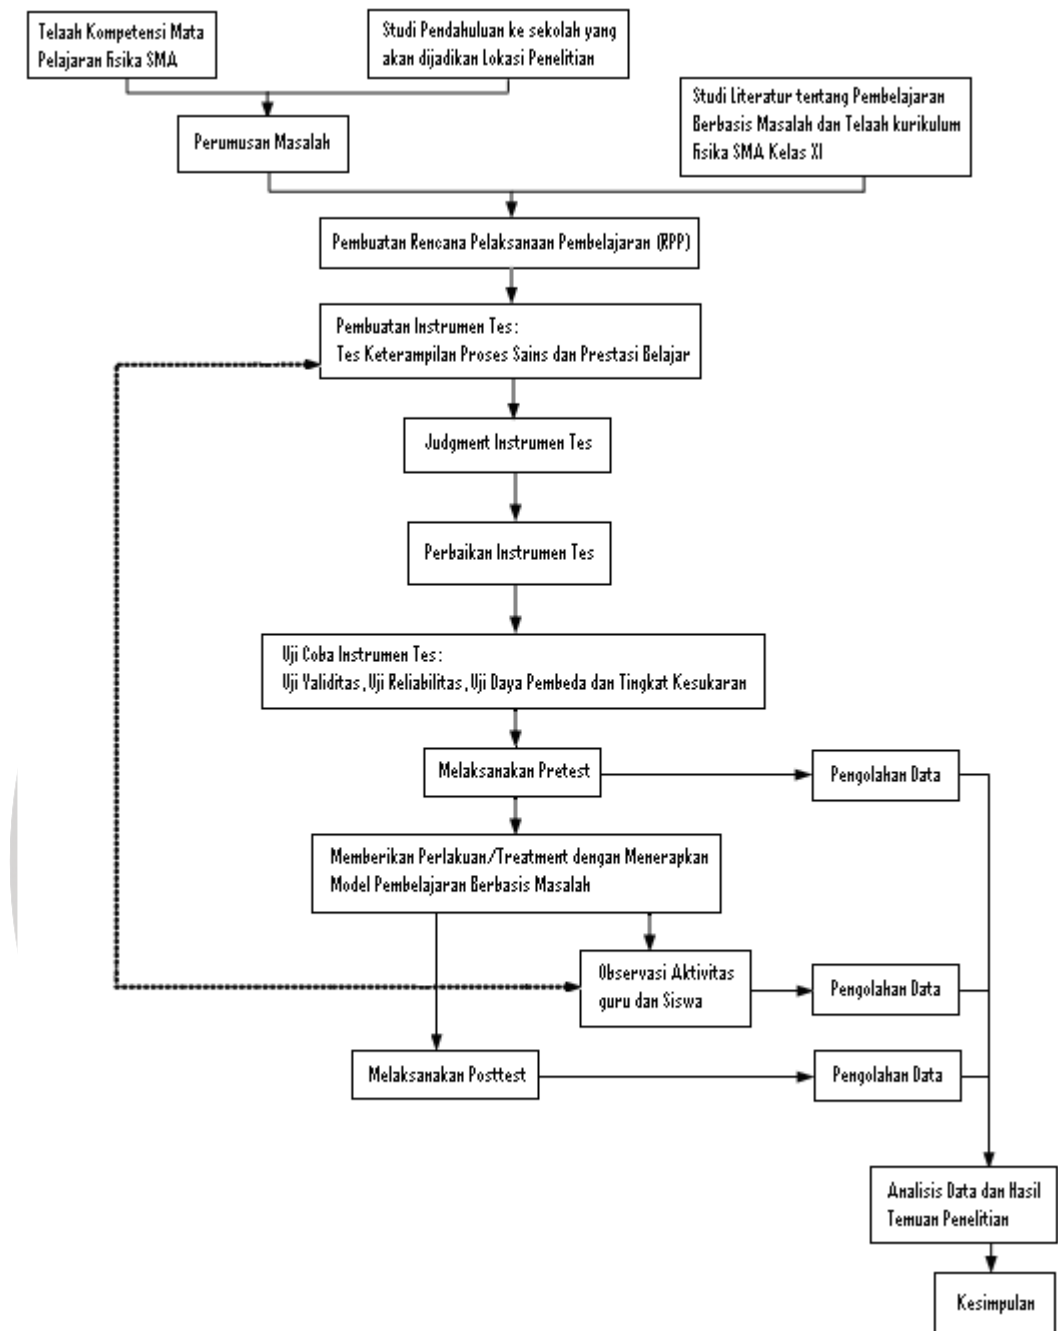 Telaah Kompetensi Mata
Pelajaran fisika SMA
Studi Pendahuluan ke sekolah yang
akan dijadikan Lokasi Penelitian
Studi Literatur tentang Pembelajaran
Berbasis Masalah dan Telaah kurikulum
fisika SMA Kelas XI
Perumusan Masalah
Pembuatan Rencana Pelaksanaan Pembelajaran (RPP)
Pembuatan Instrumen Tes:
Tes Keterampilan Proses Sains dan Prestasi Belajar
Judgment Instrumen Tes
Perbaikan Instrumen Tes
Uji Coba Instrumen Tes:
Uji Validitas, Uji Reliabilitas, Uji Daya Pembeda dan Tingkat Kesukaran
Melaksanakan Pretest
Pengolahan Data
Memberikan Perlakuan/Treatment dengan Menerapkan
Model Pembelajaran Berbasis Masalah
Observasi Aktivitas
guru dan Siswa
Pengolahan Data
Melaksanakan Posttest
Pengolahan Data
Analisis Data dan Hasil
Temuan Penelitian
Kesimpulan